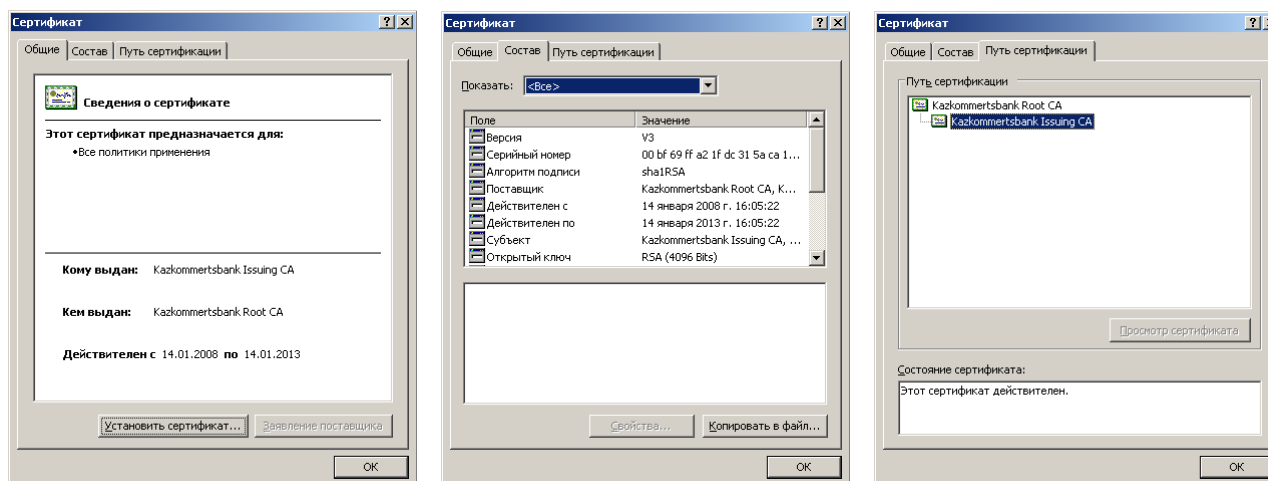 Сертификат
Общие Состав Путь сертификации
Сведения о сертификате
Этот сертификат предназначается для:
•Все политики применения
Кому выдан: Kazkommertsbank Issuing CA
Кем выдан: Kazkommertsbank Root CA
Действителен с 14.01.2008 по 14.01.2013
Установить сертификат... Заявление поставщика
OK
Сертификат
Общие Состав Путь сертификации
Показать: <Все>
Поле Значение
Версия V3
Серийный номер 00 bf 69 ff a2 1f dc 31 5a ca 1...
Алгоритм подписи sha1RSA
Поставщик Kazkommertsbank Root CA, K...
Действителен с 14 января 2008 г. 16:05:22
Действителен по 14 января 2013 г. 16:05:22
Субъект Kazkommertsbank Issuing CA, ...
Открытый ключ RSA (4096 Bits)
Свойства... Копировать в файл...
OK
Сертификат
Общие Состав Путь сертификации
Путь сертификации
Kazkommertsbank Root CA
Kazkommertsbank Issuing CA
Просмотр сертификата
Состояние сертификата:
Этот сертификат действителен.
OK